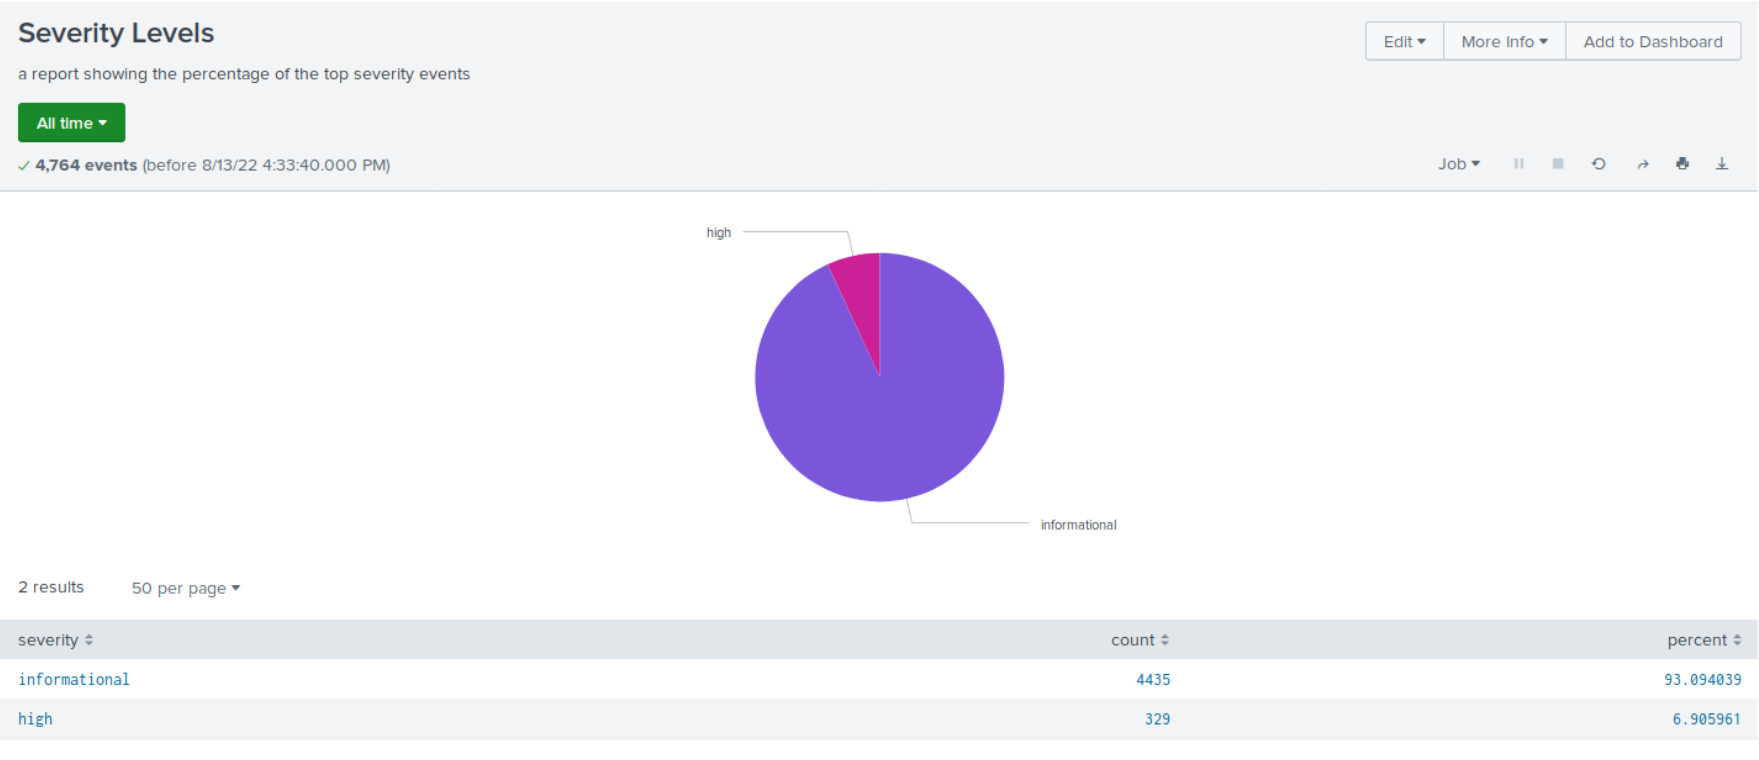 Severity Levels
Edit
More Info
Add to Dashboard
a report showing the percentage of the top severity events
All time
4,764 events (before 8/13/22 4:33:40.000 PM)
Job
high
informational
2 results
50 per page
severity count percent
informational 4435 93.094039
high 329 6.905961